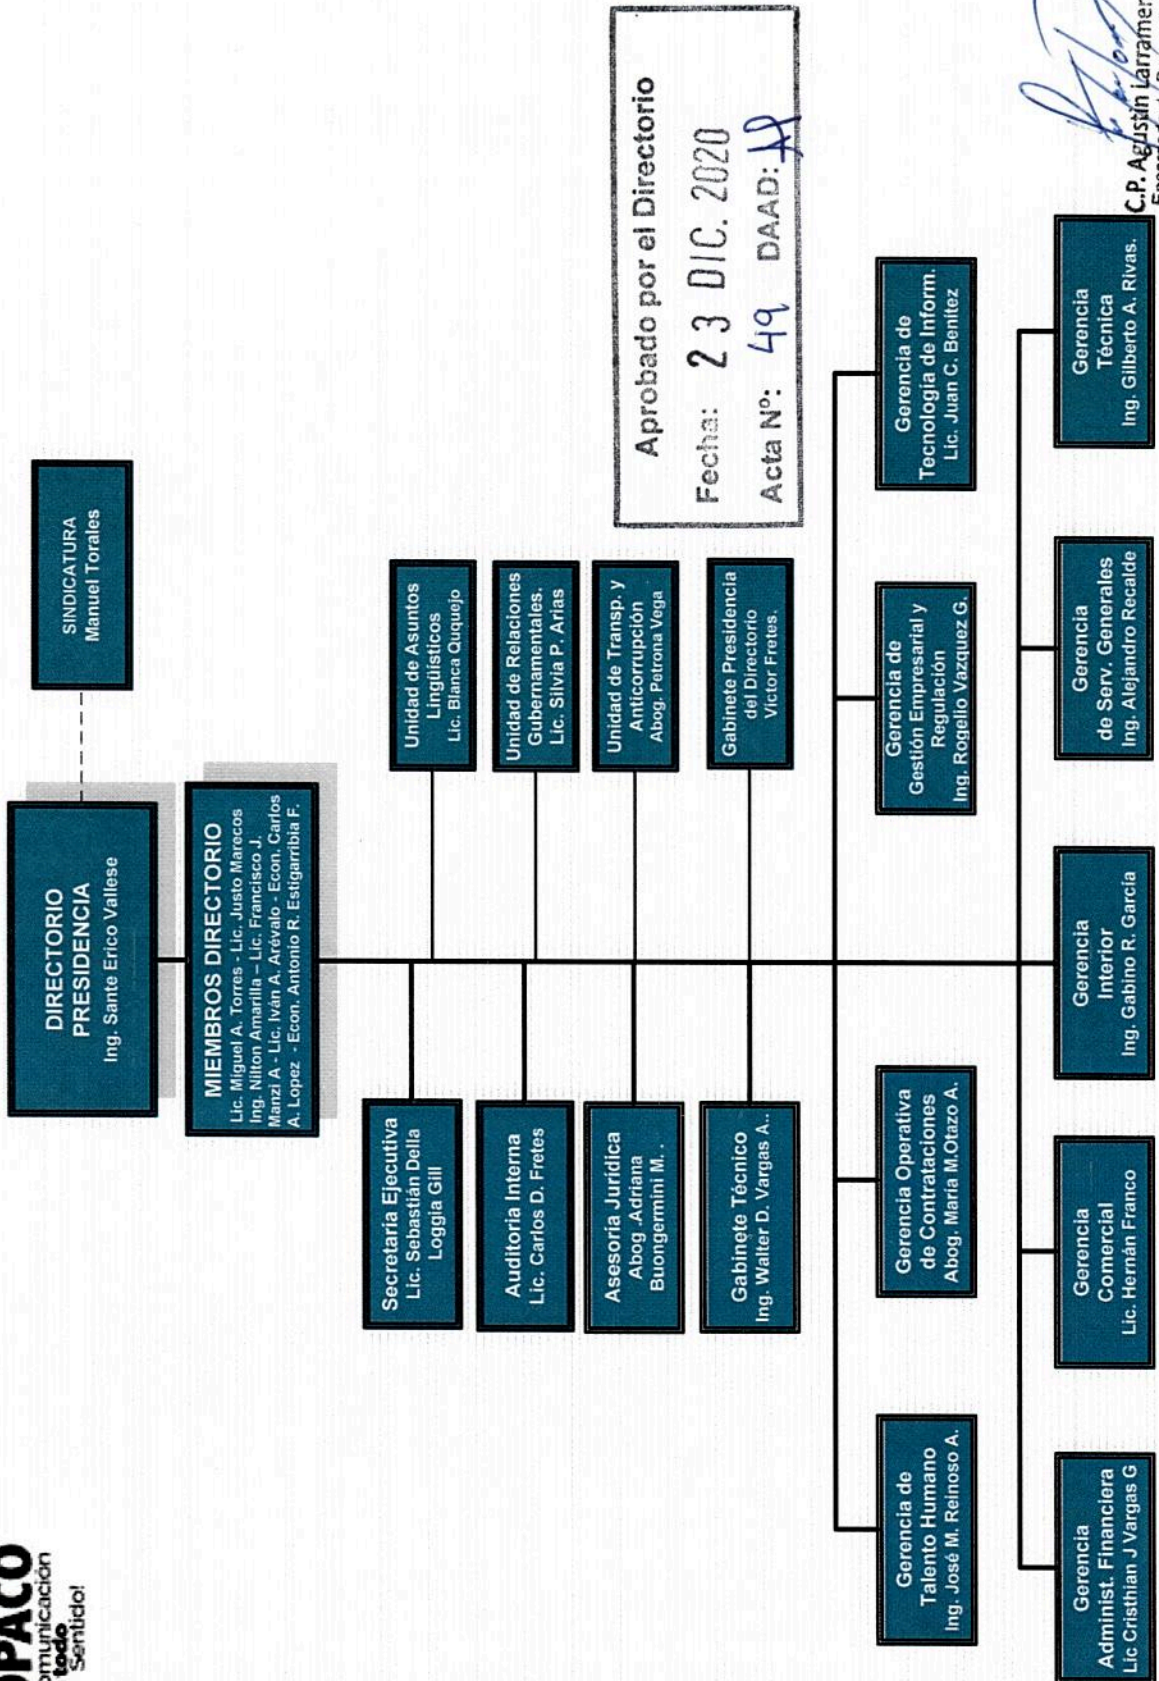 OPACO
omunicación
todo
Sentido!
DIRECTORIO
PRESIDENCIA
Ing. Sante Erico Vallese
SINDICATURA
Manuel Torales
MIEMBROS DIRECTORIO
Lic. Miguel A. Torres - Lic. Justo Marecos
Ing. Nilton Amarilla – Lic. Francisco J.
Manzi A - Lic. Iván A. Arévalo - Econ. Carlos
A. Lopez - Econ. Antonio R. Estigarribia F.
Secretaria Ejecutiva
Lic. Sebastián Della
Loggia Gill
Unidad de Asuntos
Lingüísticos
Lic. Blanca Ququejo
Auditoria Interna
Lic. Carlos D. Fretes
Unidad de Relaciones
Gubernamentales.
Lic. Silvia P. Arias
Asesoría Jurídica
Abog .Adriana
Buongermini M. .
Unidad de Transp. y
Anticorrupción
Abog. Petrona Vega
Gabinete Técnico
Ing. Walter D. Vargas A..
Gabinete Presidencia
del Directorio
Victor Fretes.
Aprobado por el Directorio
Fecha: 23 DIC. 2020
Acta Nº: 49 DAAD:
Gerencia de
Talento Humano
Ing. José M. Reinoso A.
Gerencia Operativa
de Contrataciones
Abog. Maria M.Otazo A.
Gerencia de
Gestión Empresarial y
Regulación
Ing. Rogelio Vazquez G.
Gerencia de
Tecnología de Inform.
Lic. Juan C. Benítez
Gerencia
Administ. Financiera
Lic Cristhian J Vargas G
Gerencia
Comercial
Lic. Hernán Franco
Gerencia
Interior
Ing. Gabino R. García
Gerencia
de Serv. Generales
Ing. Alejandro Recalde
Gerencia
Técnica
Ing. Gilberto A. Rivas.
C.P. Agustín